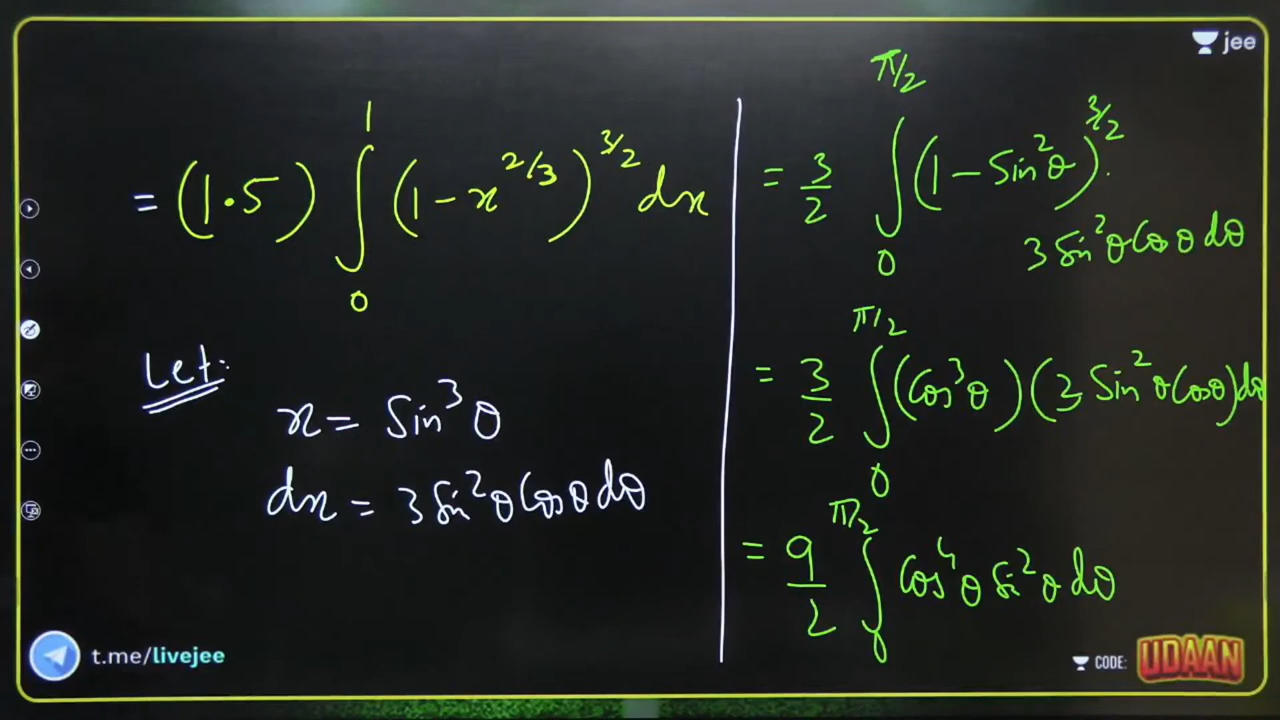 jee
= (1.5) ∫₀¹ (1 - x^{2/3})^{3/2} dx
Let:
x = Sin³θ
dx = 3 Sin²θ Cosθ dθ
= 3/2 ∫₀^{π/2} (1 - Sin²θ)^{3/2} .
3 Sin²θ Cosθ dθ
= 3/2 ∫₀^{π/2} (Cos³θ) (3 Sin²θ Cosθ) dθ
= 9/2 ∫₀^{π/2} Cos⁴θ Sin²θ dθ
t.me/livejee
CODE: UDAAN